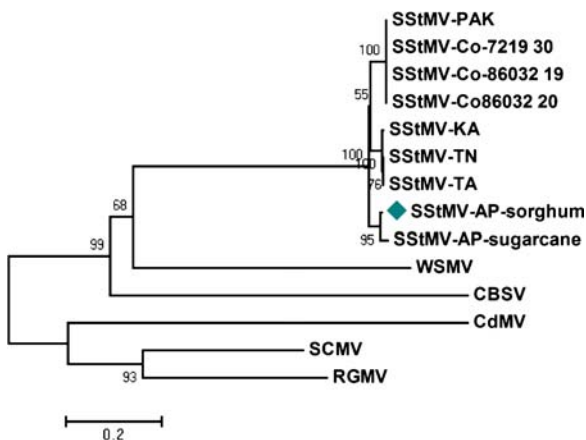 SStMV-PAK
SStMV-Co-7219 30
100
SStMV-Co-86032 19
55
SStMV-Co86032 20
SStMV-KA
100
SStMV-TN
100
SStMV-TA
76
68
SStMV-AP-sorghum
95
SStMV-AP-sugarcane
99
WSMV
CBSV
CdMV
SCMV
93
RGMV
0.2